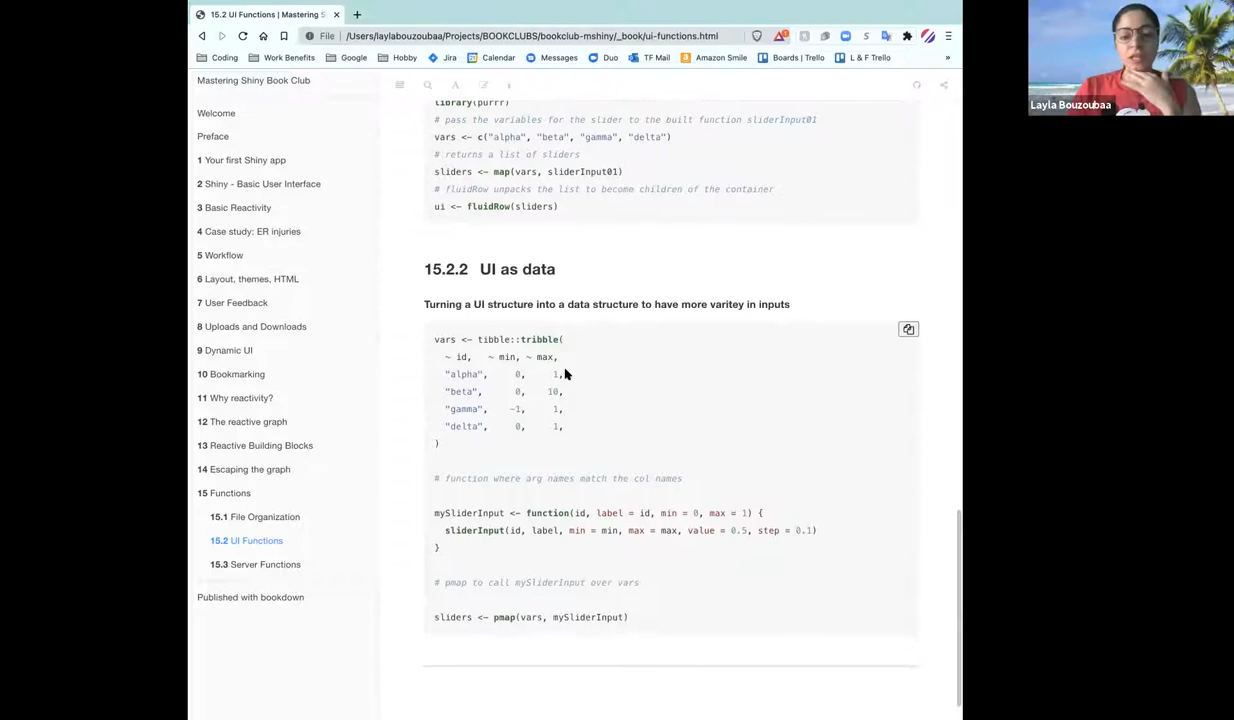 15.2 UI Functions | Mastering S
File
/Users/laylabouzoubaa/Projects/BOOKCLUBS/bookclub-mshiny/_book/ui-functions.html
Coding
Work Benefits
Google
Hobby
Jira
Calendar
Messages
Duo
TF Mail
Amazon Smile
Boards | Trello
L & F Trello
»
Layla Bouzoubaa
Mastering Shiny Book Club
Welcome
Preface
1 Your first Shiny app
2 Shiny - Basic User Interface
3 Basic Reactivity
4 Case study: ER injuries
5 Workflow
6 Layout, themes, HTML
7 User Feedback
8 Uploads and Downloads
9 Dynamic UI
10 Bookmarking
11 Why reactivity?
12 The reactive graph
13 Reactive Building Blocks
14 Escaping the graph
15 Functions
15.1 File Organization
15.2 UI Functions
15.3 Server Functions
Published with bookdown
library(purrr)
# pass the variables for the slider to the built function sliderInput01
vars <- c("alpha", "beta", "gamma", "delta")
# returns a list of sliders
sliders <- map(vars, sliderInput01)
# fluidRow unpacks the list to become children of the container
ui <- fluidRow(sliders)
15.2.2 UI as data
Turning a UI structure into a data structure to have more varitey in inputs
vars <- tibble::tribble(
~ id, ~ min, ~ max,
"alpha", 0, 1,
"beta", 0, 10,
"gamma", -1, 1,
"delta", 0, 1,
)
# function where arg names match the col names
mySliderInput <- function(id, label = id, min = 0, max = 1) {
sliderInput(id, label, min = min, max = max, value = 0.5, step = 0.1)
}
# pmap to call mySliderInput over vars
sliders <- pmap(vars, mySliderInput)